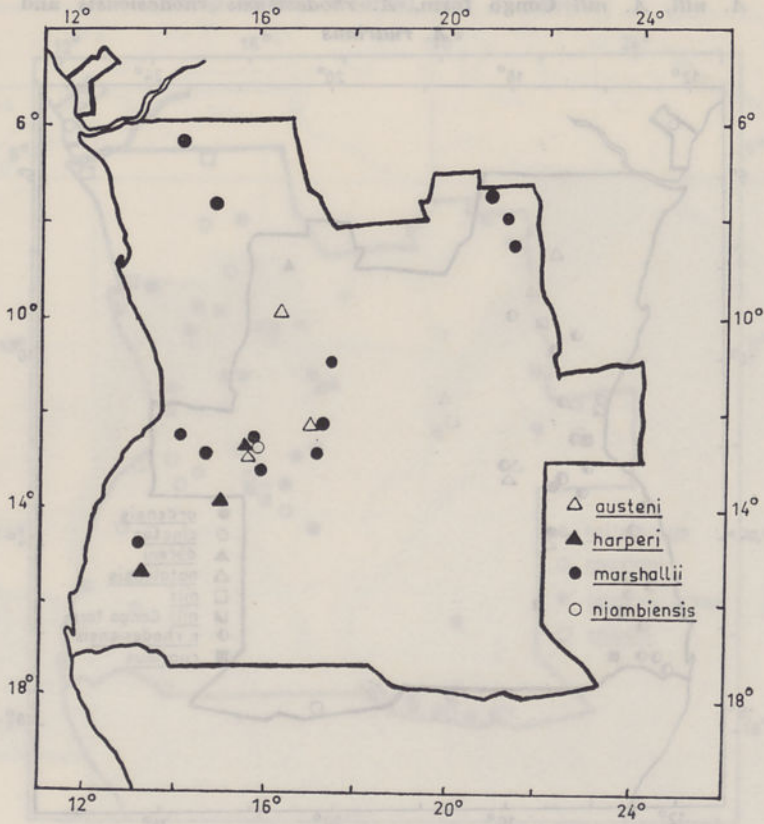 12° 16° 20° 24°
6° 6°
10° 10°
14° 14°
18° 18°
△ austeni
▲ harperi
● marshallii
○ njombiensis
12° 16° 20° 24°